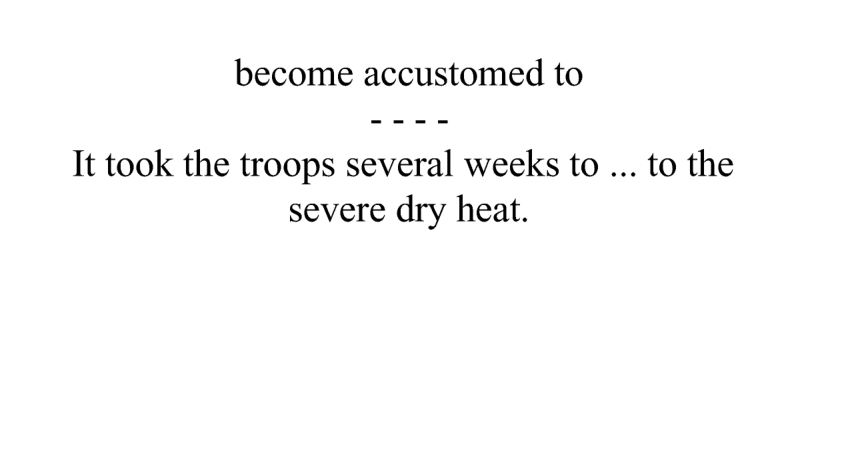 become accustomed to
- - - -
It took the troops several weeks to ... to the
severe dry heat.